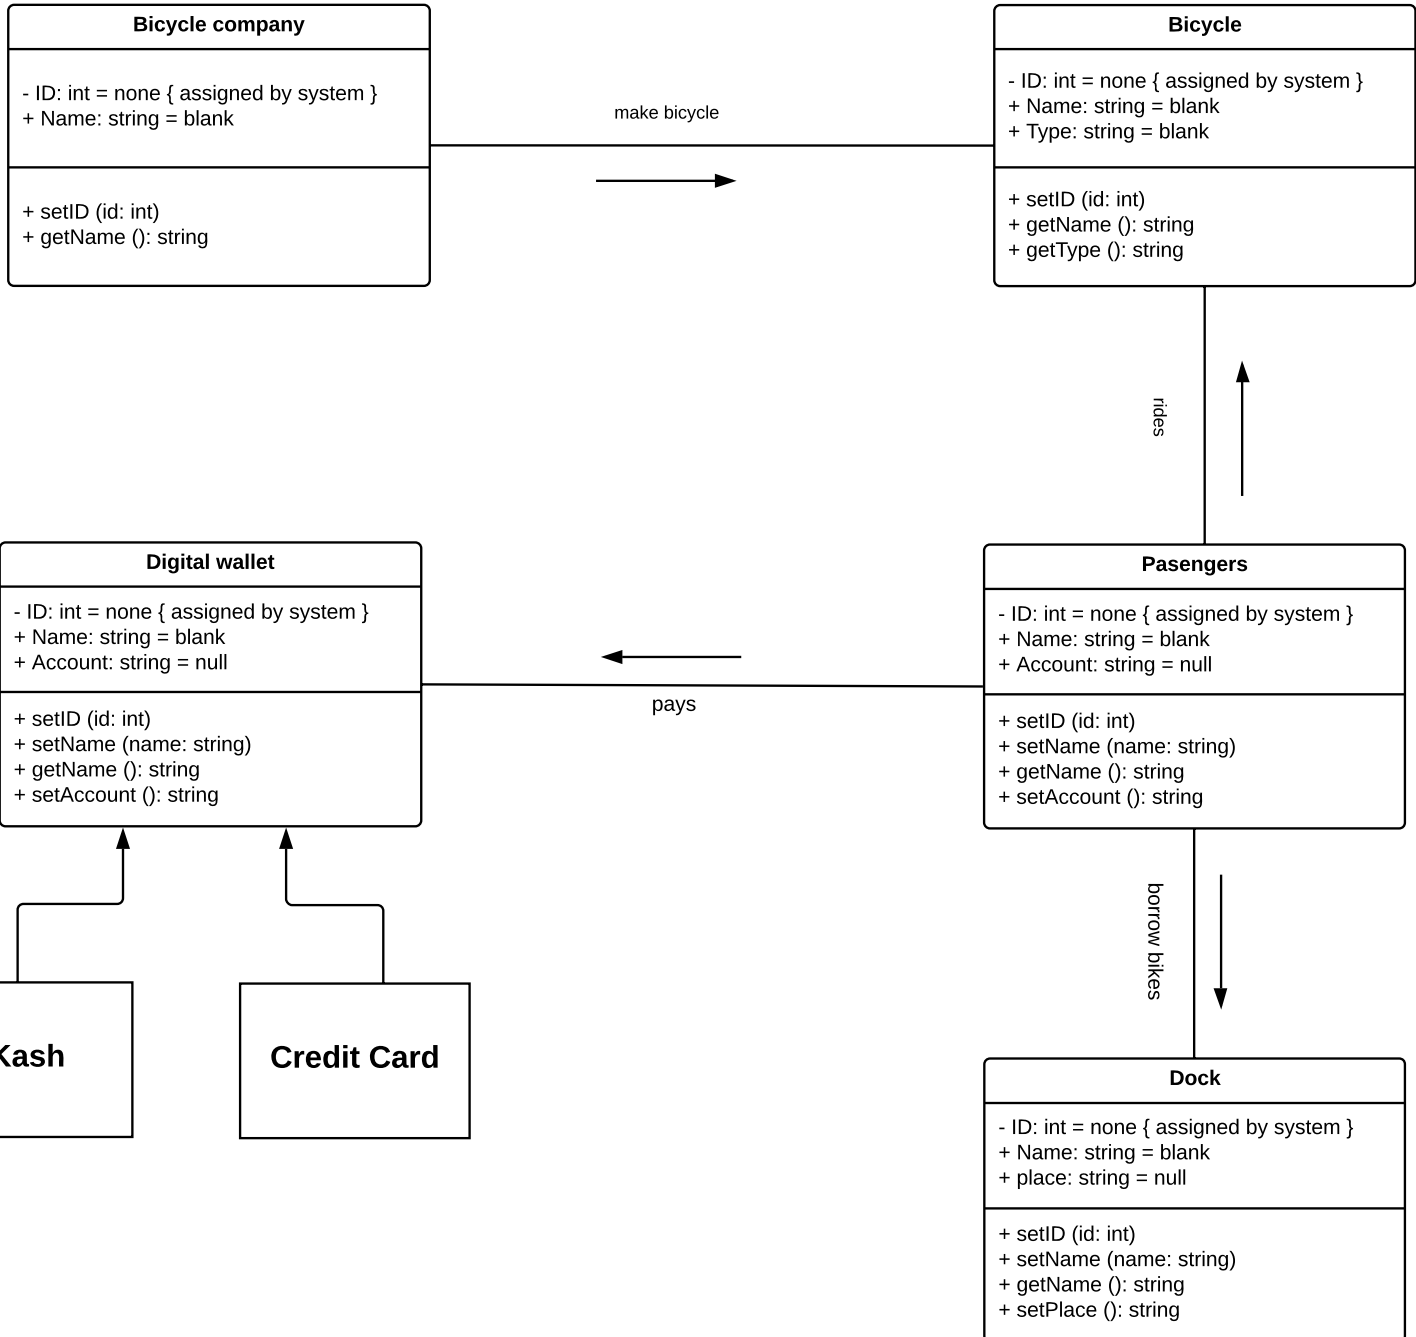 Bicycle company
- ID: int = none { assigned by system }
+ Name: string = blank
+ setID (id: int)
+ getName (): string
make bicycle
Bicycle
- ID: int = none { assigned by system }
+ Name: string = blank
+ Type: string = blank
+ setID (id: int)
+ getName (): string
+ getType (): string
rides
Digital wallet
- ID: int = none { assigned by system }
+ Name: string = blank
+ Account: string = null
+ setID (id: int)
+ setName (name: string)
+ getName (): string
+ setAccount (): string
pays
Pasengers
- ID: int = none { assigned by system }
+ Name: string = blank
+ Account: string = null
+ setID (id: int)
+ setName (name: string)
+ getName (): string
+ setAccount (): string
borrow bikes
Kash
Credit Card
Dock
- ID: int = none { assigned by system }
+ Name: string = blank
+ place: string = null
+ setID (id: int)
+ setName (name: string)
+ getName (): string
+ setPlace (): string